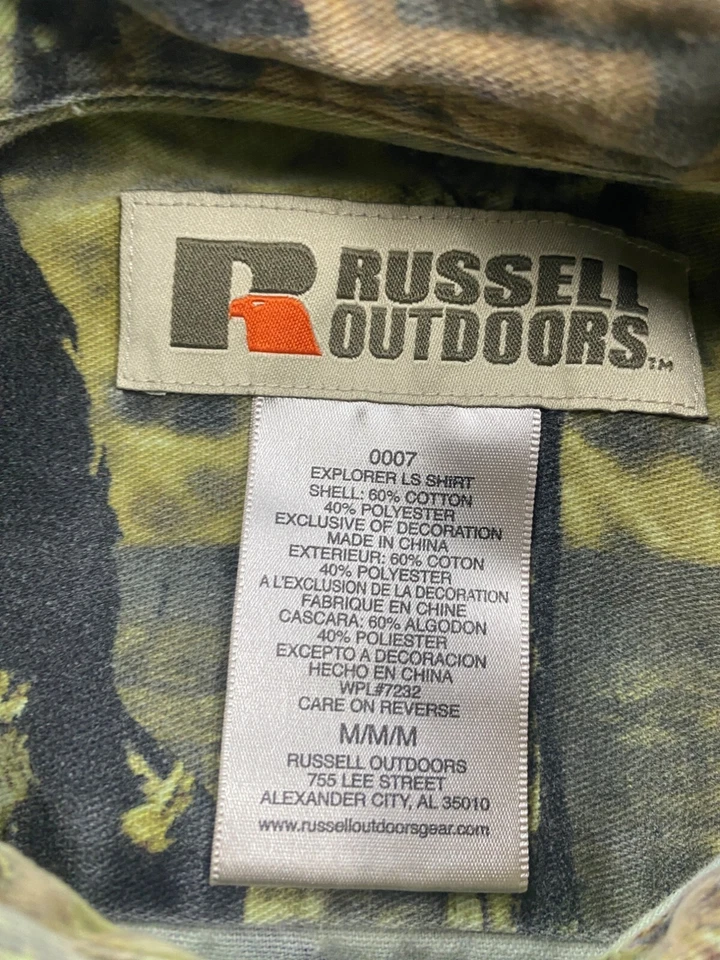 RUSSELL
OUTDOORS™
0007
EXPLORER LS SHIRT
SHELL: 60% COTTON
40% POLYESTER
EXCLUSIVE OF DECORATION
MADE IN CHINA
EXTERIEUR: 60% COTON
40% POLYESTER
A L'EXCLUSION DE LA DECORATION
FABRIQUE EN CHINE
CASCARA: 60% ALGODON
40% POLIESTER
EXCEPTO A DECORACION
HECHO EN CHINA
WPL#7232
CARE ON REVERSE
M/M/M
RUSSELL OUTDOORS
755 LEE STREET
ALEXANDER CITY, AL 35010
www.russelloutdoorsgear.com